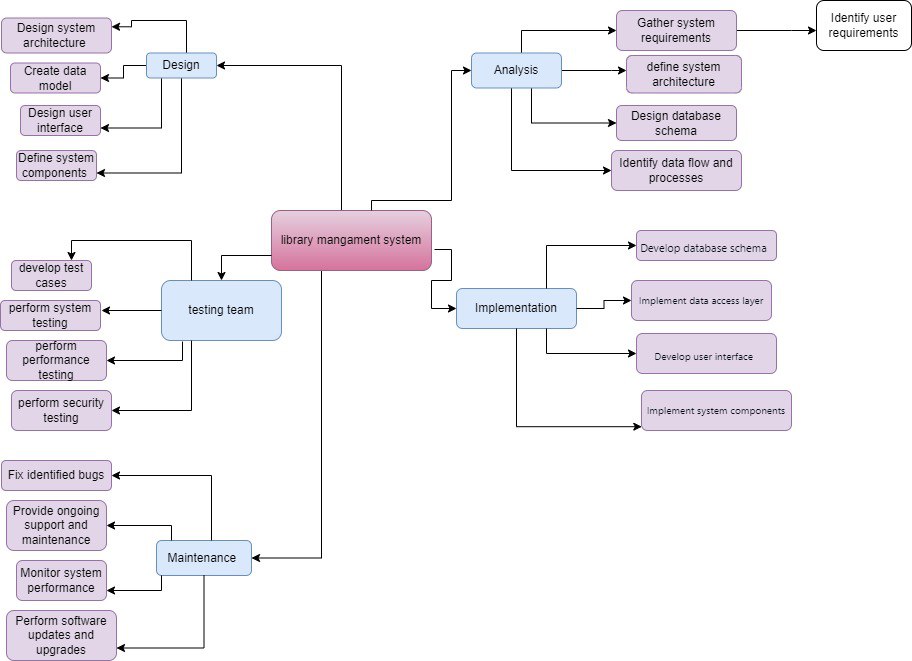 Design system
architecture
Create data
model
Design user
interface
Define system
components
Design
Analysis
Gather system
requirements
Identify user
requirements
define system
architecture
Design database
schema
Identify data flow and
processes
library mangament system
develop test
cases
perform system
testing
perform
performance
testing
perform security
testing
testing team
Implementation
Develop database schema
Implement data access layer
Develop user interface
Implement system components
Fix identified bugs
Provide ongoing
support and
maintenance
Monitor system
performance
Perform software
updates and
upgrades
Maintenance